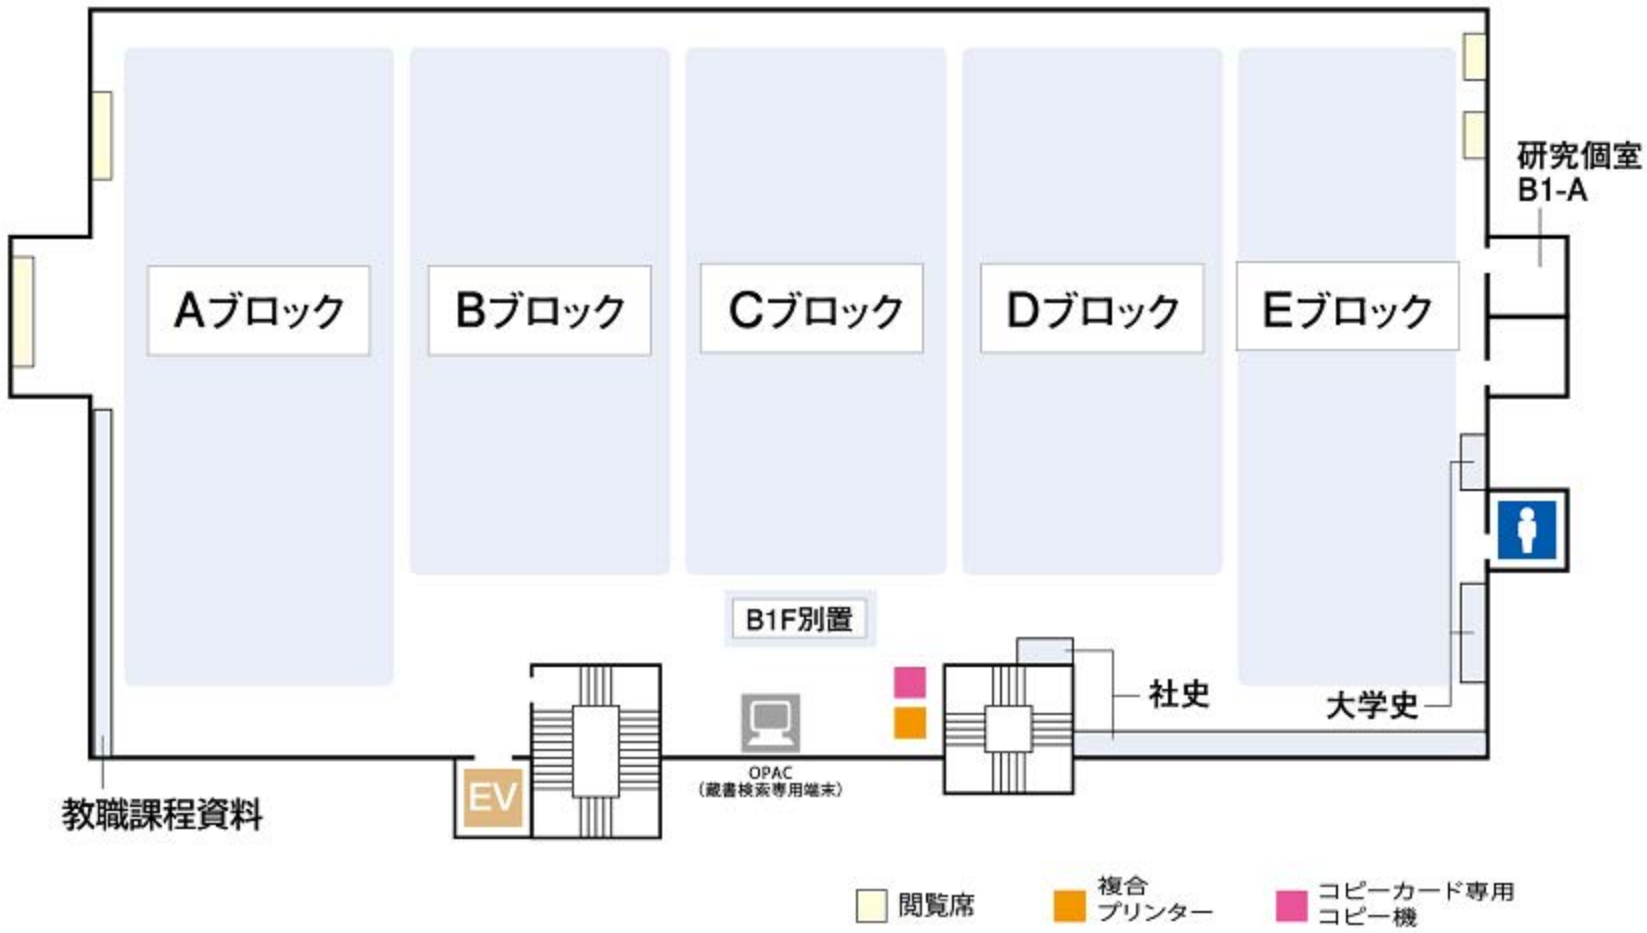 研究個室
B1-A
Aブロック
Bブロック
Cブロック
Dブロック
Eブロック
B1F別置
社史
大学史
OPAC
（蔵書検索専用端末）
EV
教職課程資料
閲覧席
複合
プリンター
コピーカード専用
コピー機